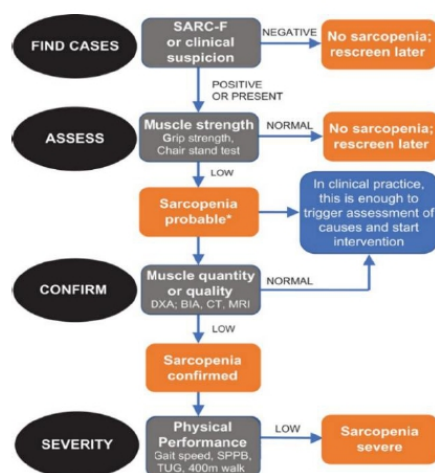 FIND CASES
SARC-F
or clinical
suspicion
NEGATIVE
No sarcopenia;
rescreen later
POSITIVE
OR PRESENT
ASSESS
Muscle strength
Grip strength,
Chair stand test
NORMAL
No sarcopenia;
rescreen later
LOW
Sarcopenia
probable*
In clinical practice,
this is enough to
trigger assessment of
causes and start
intervention
CONFIRM
Muscle quantity
or quality
DXA; BIA, CT, MRI
NORMAL
LOW
Sarcopenia
confirmed
SEVERITY
Physical
Performance
Gait speed, SPPB,
TUG, 400m walk
LOW
Sarcopenia
severe